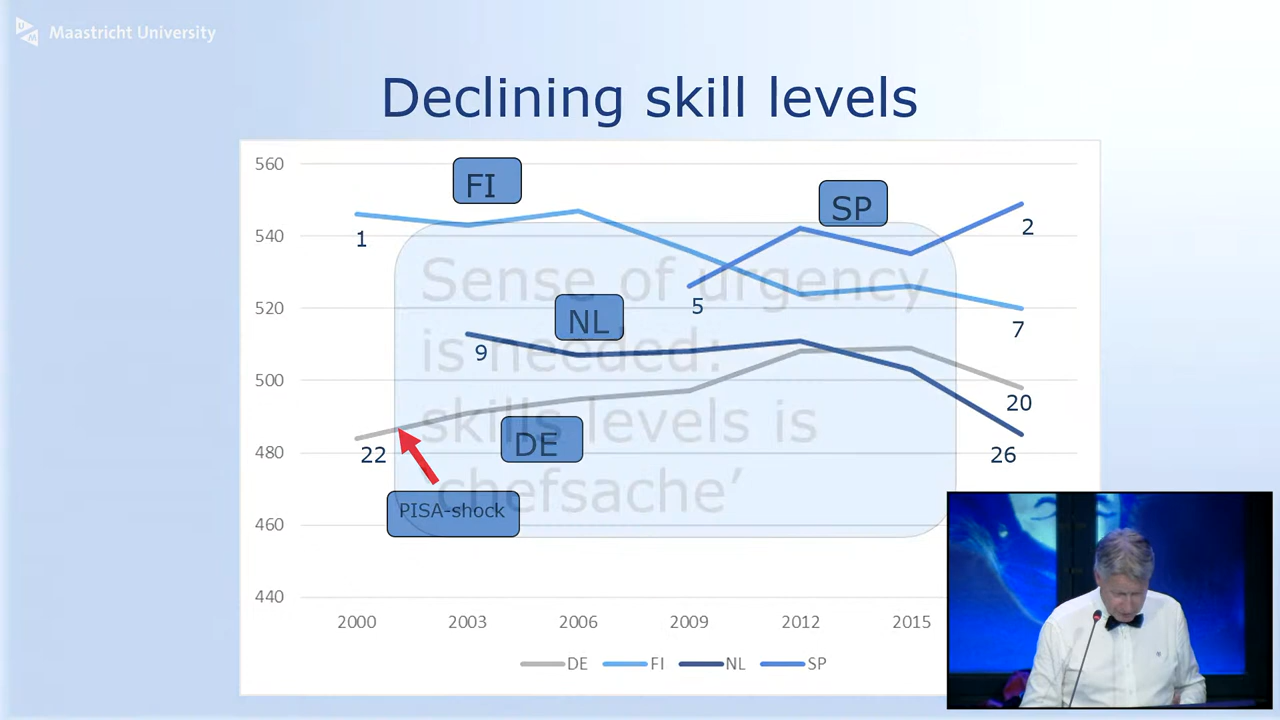 Maastricht University
Declining skill levels
560
540
520
500
480
460
440
FI
SP
NL
DE
1
5
2
7
9
22
20
26
PISA-shock
Sense of urgency
is needed:
skills levels is
'chefsache'
2000 2003 2006 2009 2012 2015
DE FI NL SP